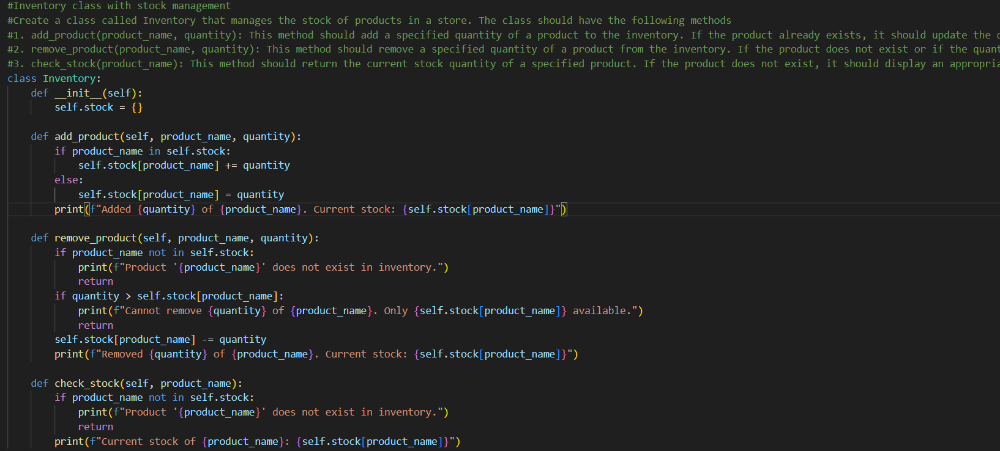 #Inventory class with stock management
#Create a class called Inventory that manages the stock of products in a store. The class should have the following methods
#1. add_product(product_name, quantity): This method should add a specified quantity of a product to the inventory. If the product already exists, it should update the
#2. remove_product(product_name, quantity): This method should remove a specified quantity of a product from the inventory. If the product does not exist or if the
#3. check_stock(product_name): This method should return the current stock quantity of a specified product. If the product does not exist, it should display an
class Inventory:
    def __init__(self):
        self.stock = {}
    def add_product(self, product_name, quantity):
        if product_name in self.stock:
            self.stock[product_name] += quantity
        else:
            self.stock[product_name] = quantity
        print(f"Added {quantity} of {product_name}. Current stock: {self.stock[product_name]}")
    def remove_product(self, product_name, quantity):
        if product_name not in self.stock:
            print(f"Product '{product_name}' does not exist in inventory.")
            return
        if quantity > self.stock[product_name]:
            print(f"Cannot remove {quantity} of {product_name}. Only {self.stock[product_name]} available.")
            return
        self.stock[product_name] -= quantity
        print(f"Removed {quantity} of {product_name}. Current stock: {self.stock[product_name]}")
    def check_stock(self, product_name):
        if product_name not in self.stock:
            print(f"Product '{product_name}' does not exist in inventory.")
            return
        print(f"Current stock of {product_name}: {self.stock[product_name]}")